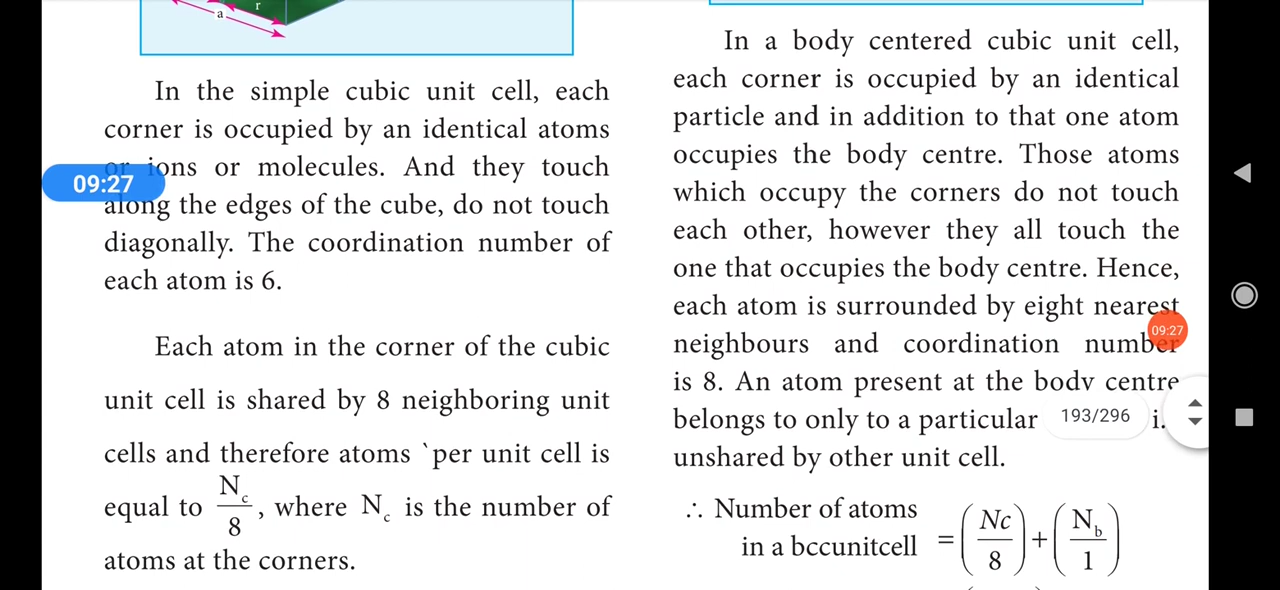 a
r
In the simple cubic unit cell, each
corner is occupied by an identical atoms
ions or molecules. And they touch
09:27
along the edges of the cube, do not touch
diagonally. The coordination number of
each atom is 6.
Each atom in the corner of the cubic
unit cell is shared by 8 neighboring unit
cells and therefore atoms `per unit cell is
equal to N_c/8, where N_c is the number of
atoms at the corners.
In a body centered cubic unit cell,
each corner is occupied by an identical
particle and in addition to that one atom
occupies the body centre. Those atoms
which occupy the corners do not touch
each other, however they all touch the
one that occupies the body centre. Hence,
each atom is surrounded by eight nearest
09:27
neighbours and coordination number
is 8. An atom present at the body centre
belongs to only to a particular
193/296
unshared by other unit cell.
∴ Number of atoms
in a bccunitcell = (Nc/8) + (N_b/1)